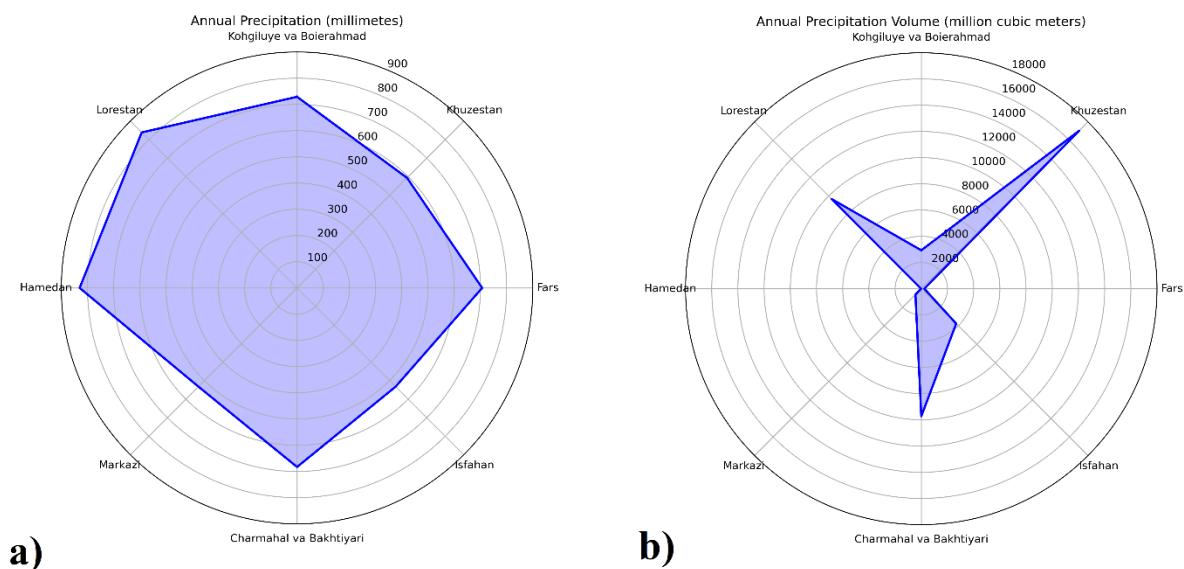 Annual Precipitation (millimetes)
Kohgiluye va Boierahmad
900
800
700
600
500
400
300
200
100
Lorestan
Khuzestan
Hamedan
Fars
Markazi
Isfahan
Charmahal va Bakhtiyari
a)
Annual Precipitation Volume (million cubic meters)
Kohgiluye va Boierahmad
18000
16000
14000
12000
10000
8000
6000
4000
2000
Lorestan
Khuzestan
Hamedan
Fars
Markazi
Isfahan
Charmahal va Bakhtiyari
b)